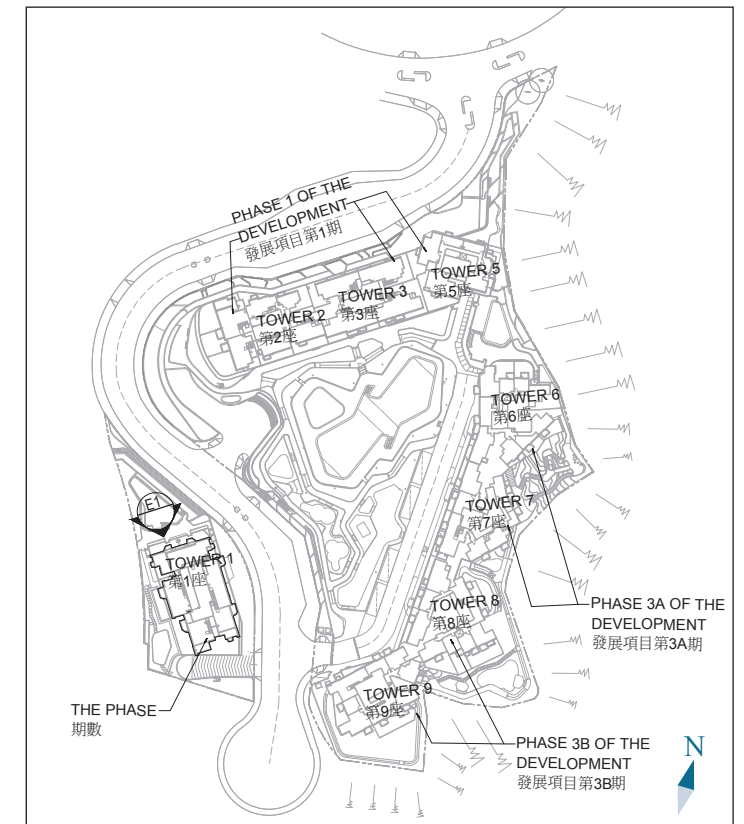 PHASE 1 OF THE
DEVELOPMENT
發展項目第1期
TOWER 5
第5座
TOWER 3
第3座
TOWER 2
第2座
TOWER 6
第6座
TOWER 7
第7座
E1
TOWER 1
第1座
TOWER 8
第8座
PHASE 3A OF THE
DEVELOPMENT
發展項目第3A期
TOWER 9
第9座
THE PHASE
期數
PHASE 3B OF THE
DEVELOPMENT
發展項目第3B期
N